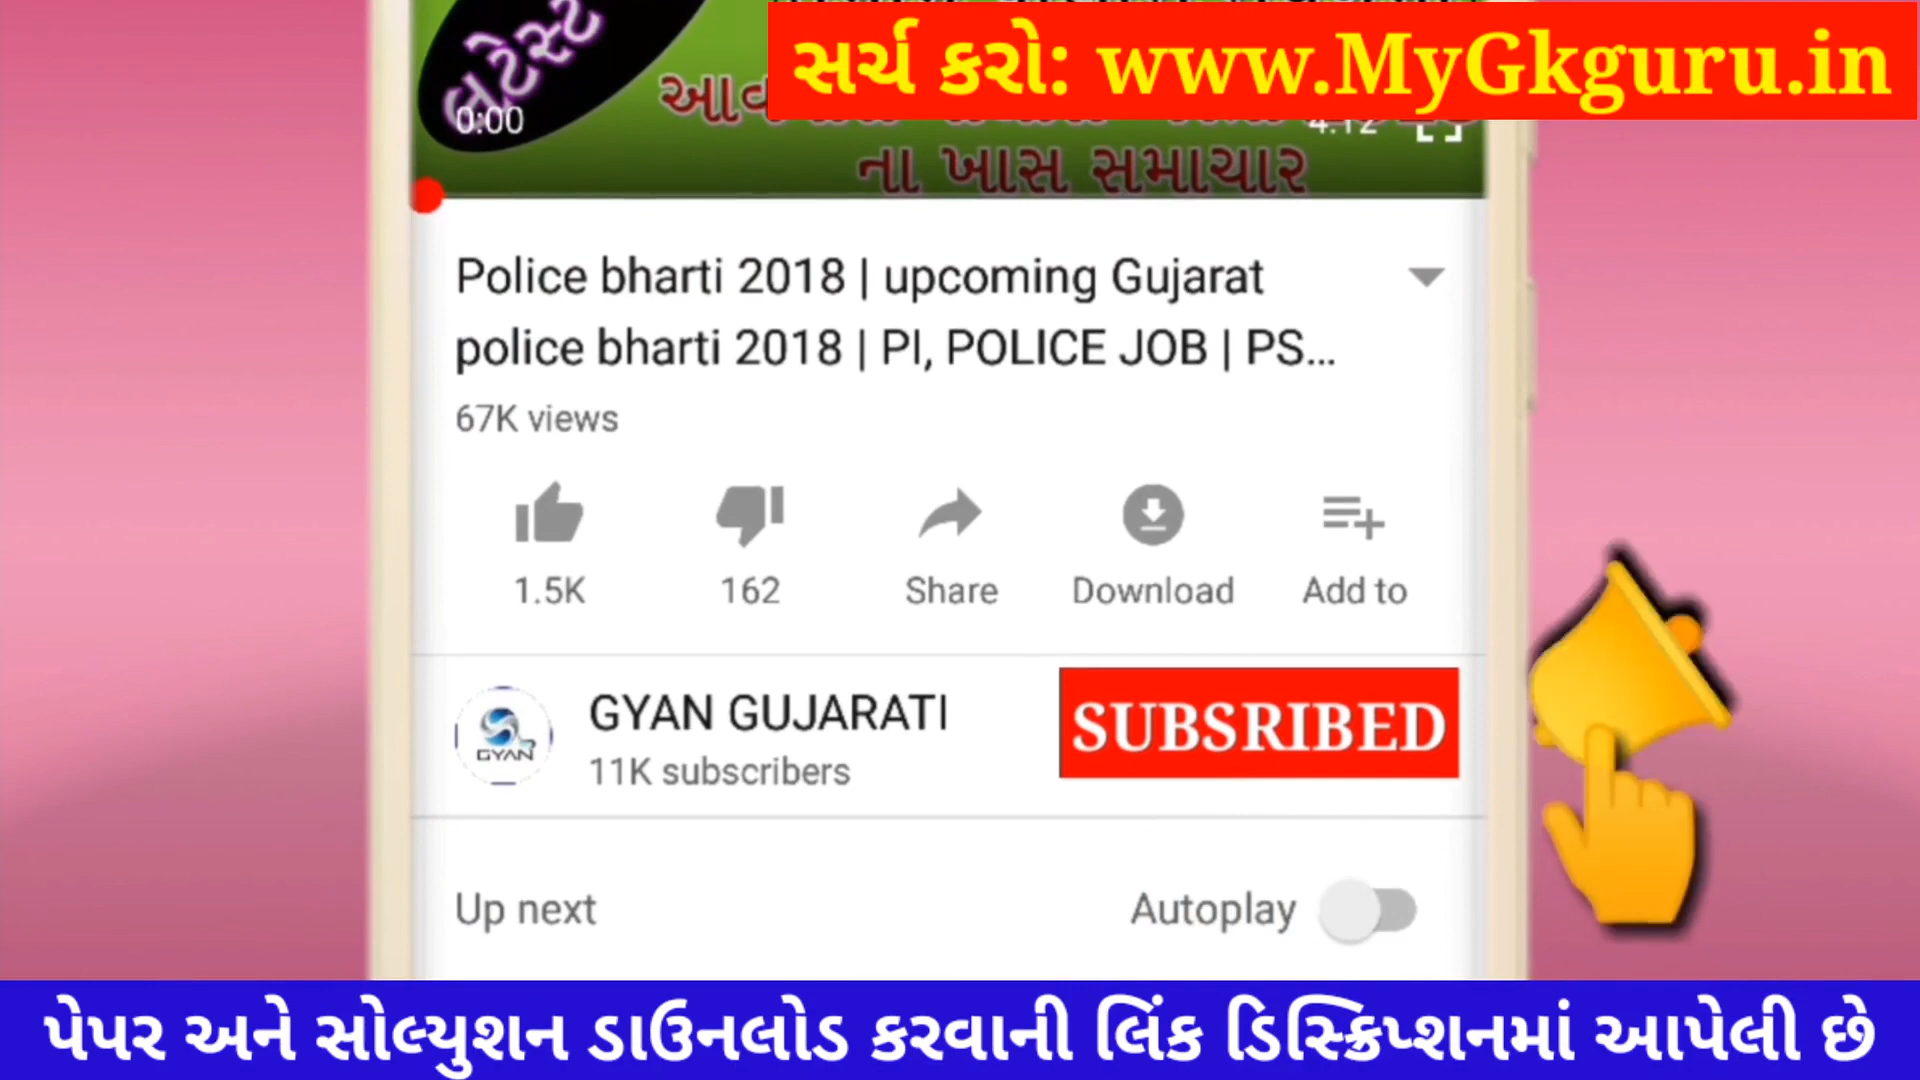 સર્ચ કરો: www.MyGkguru.in
લેટેસ્ટ
0:00
4:12
ના ખાસ સમાચાર
Police bharti 2018 | upcoming Gujarat
police bharti 2018 | PI, POLICE JOB | PS...
67K views
1.5K 162 Share Download Add to
GYAN GUJARATI
SUBSRIBED
GYAN
11K subscribers
Up next Autoplay
પેપર અને સોલ્યુશન ડાઉનલોડ કરવાની લિંક ડિસ્ક્રિપ્શનમાં આપેલી છે